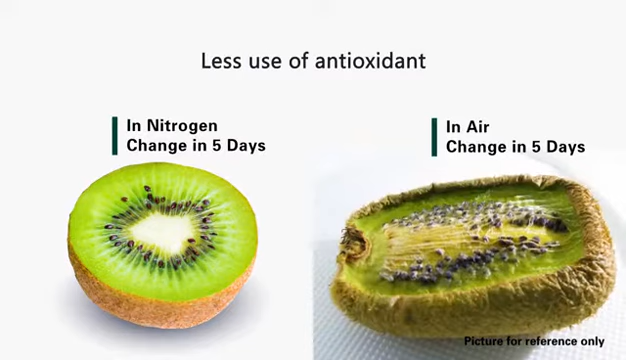 Less use of antioxidant
In Nitrogen
Change in 5 Days
In Air
Change in 5 Days
Picture for reference only